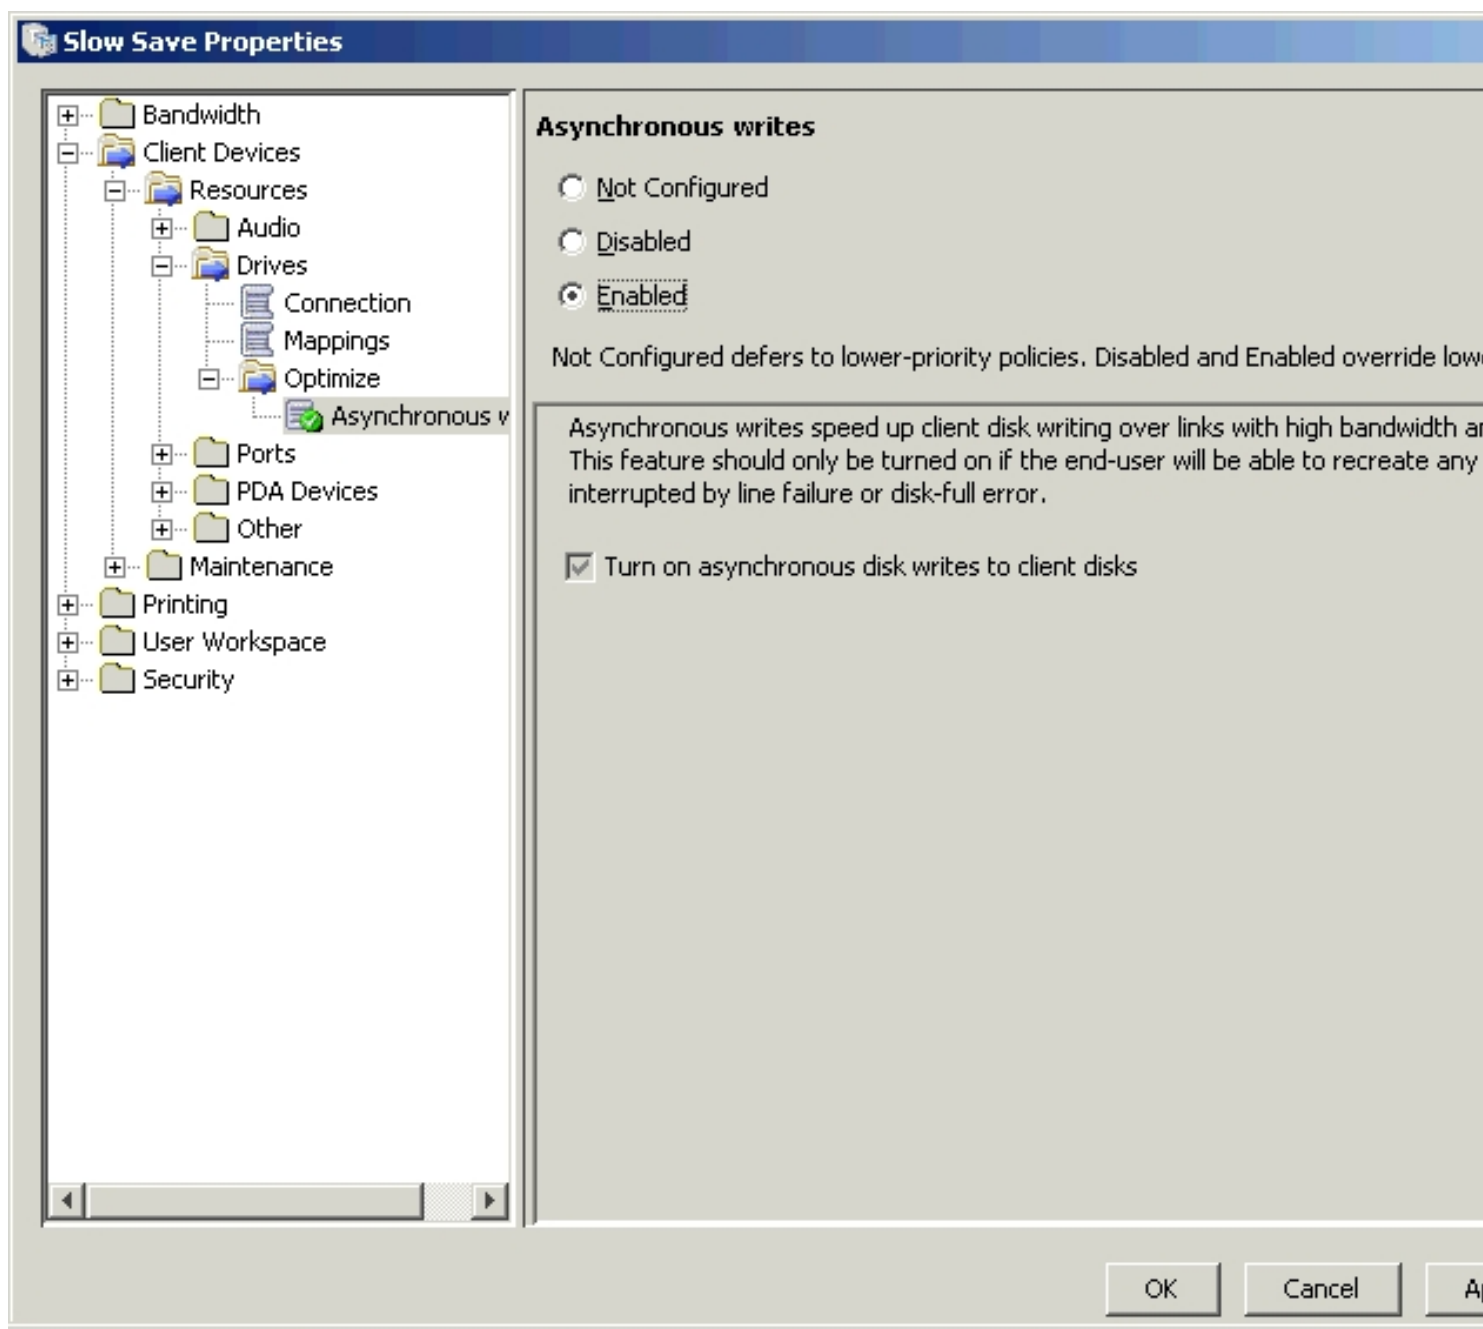 Slow Save Properties
Bandwidth
Client Devices
Resources
Audio
Drives
Connection
Mappings
Optimize
Asynchronous
Ports
PDA Devices
Other
Maintenance
Printing
User Workspace
Security
Asynchronous writes
Not Configured
Disabled
Enabled
Not Configured defers to lower-priority policies. Disabled and Enabled override
Asynchronous writes speed up client disk writing over links with high bandwidth
This feature should only be turned on if the end-user will be able to recreate any
interrupted by line failure or disk-full error.
Turn on asynchronous disk writes to client disks
OK
Cancel